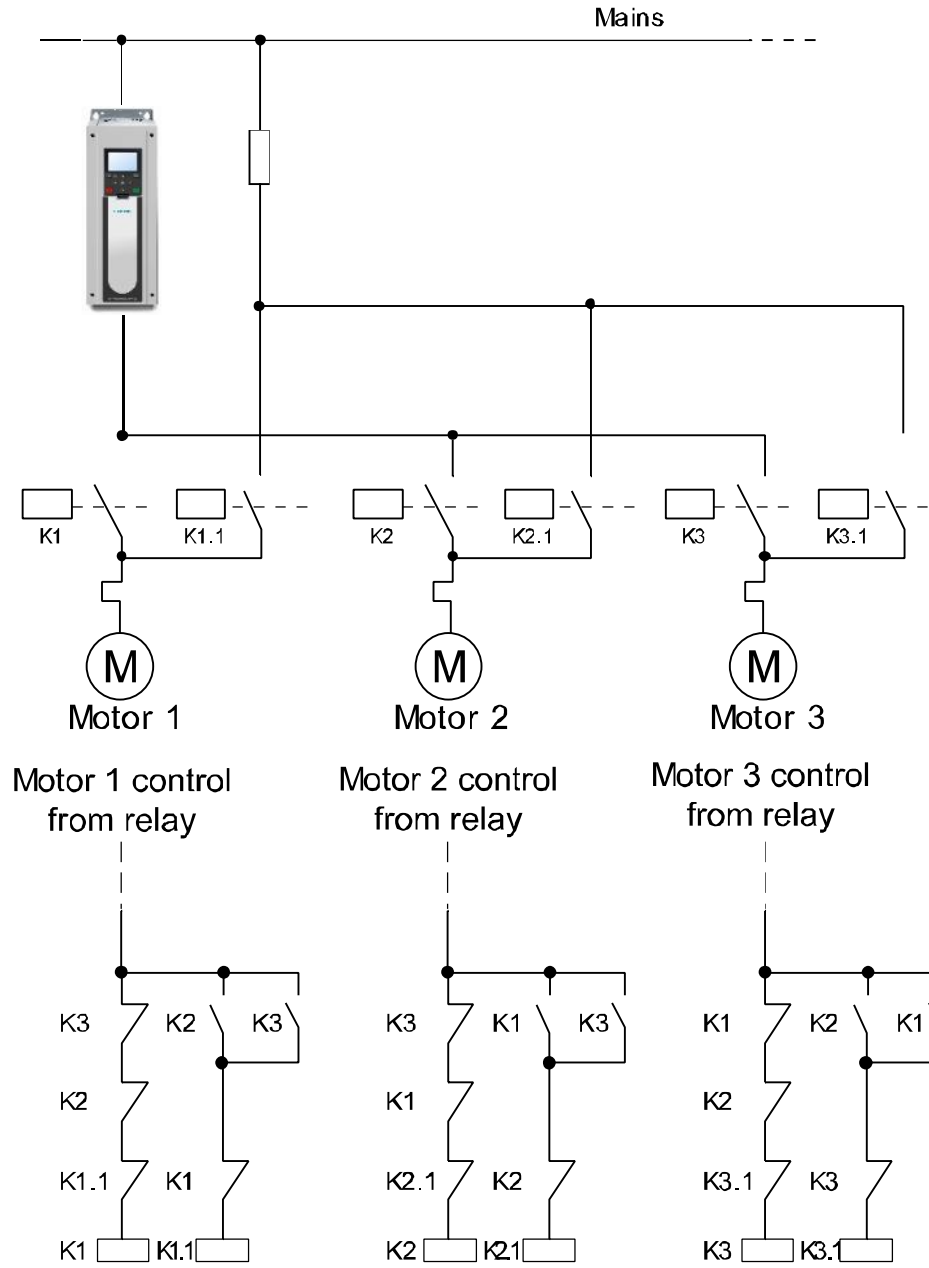 Mains
K1
K1.1
K2
K2.1
K3
K3.1
M
M
M
Motor 1
Motor 2
Motor 3
Motor 1 control
from relay
Motor 2 control
from relay
Motor 3 control
from relay
K3
K2
K3
K3
K1
K3
K1
K2
K1
K2
K1
K2
K1.1
K1
K2.1
K2
K3.1
K3
K1
K1.1
K2
K2.1
K3
K3.1